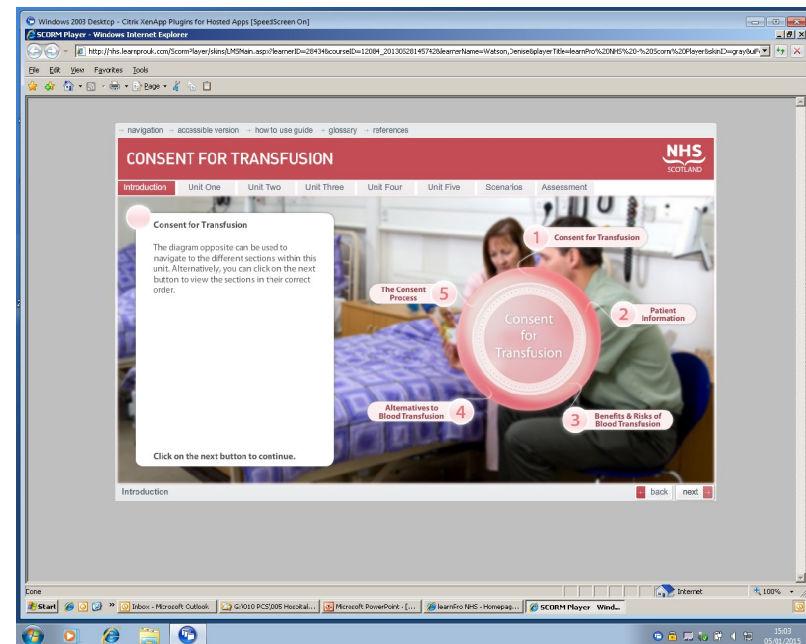 Windows 2003 Desktop - Citrix XenApp Plugins for Hosted Apps [SpeedScreen On]
SCORM Player - Windows Internet Explorer
File Edit View Favorites Tools
Page
→ navigation → accessible version → how to use guide → glossary → references
CONSENT FOR TRANSFUSION
NHS
SCOTLAND
Introduction Unit One Unit Two Unit Three Unit Four Unit Five Scenarios Assessment
Consent for Transfusion
The diagram opposite can be used to
navigate to the different sections within this
unit. Alternatively, you can click on the next
button to view the sections in their correct
order.
Click on the next button to continue.
1 Consent for Transfusion
2 Patient
Information
3 Benefits & Risks of
Blood Transfusion
4 Alternatives to
Blood Transfusion
5 The Consent
Process
Consent
for
Transfusion
Introduction
back next
Internet 100%
Start Inbox - Microsoft Outlook Microsoft PowerPoint - [... learnPro NHS - Homepag... SCORM Player - Wind...
15:03
05/01/2015